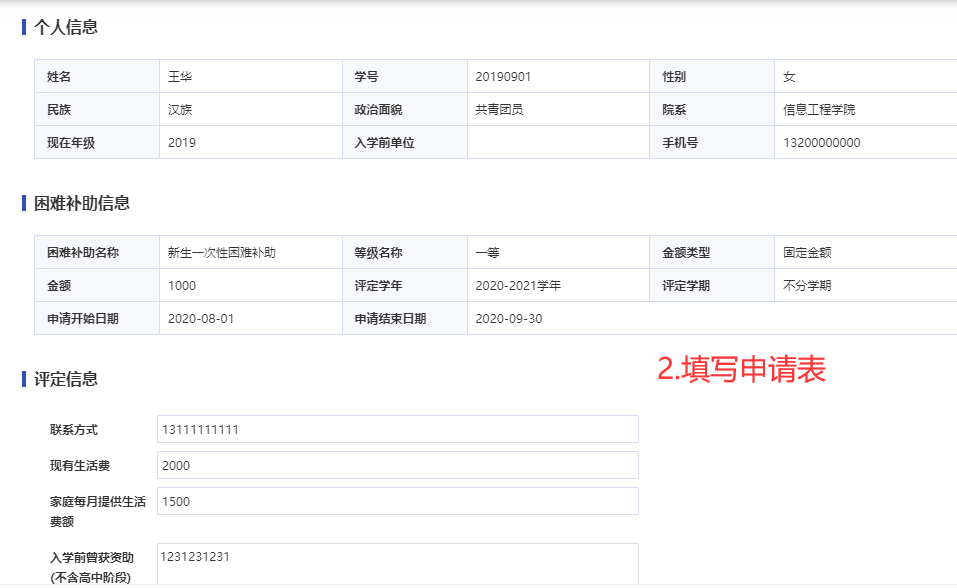 个人信息
姓名 王华 学号 20190901 性别 女
民族 汉族 政治面貌 共青团员 院系 信息工程学院
现在年级 2019 入学前单位 手机号 13200000000
困难补助信息
困难补助名称 新生一次性困难补助 等级名称 一等 金额类型 固定金额
金额 1000 评定学年 2020-2021学年 评定学期 不分学期
申请开始日期 2020-08-01 申请结束日期 2020-09-30
2.填写申请表
评定信息
联系方式 13111111111
现有生活费 2000
家庭每月提供生活 1500
费额
入学前曾获资助 1231231231
(不含高中阶段)